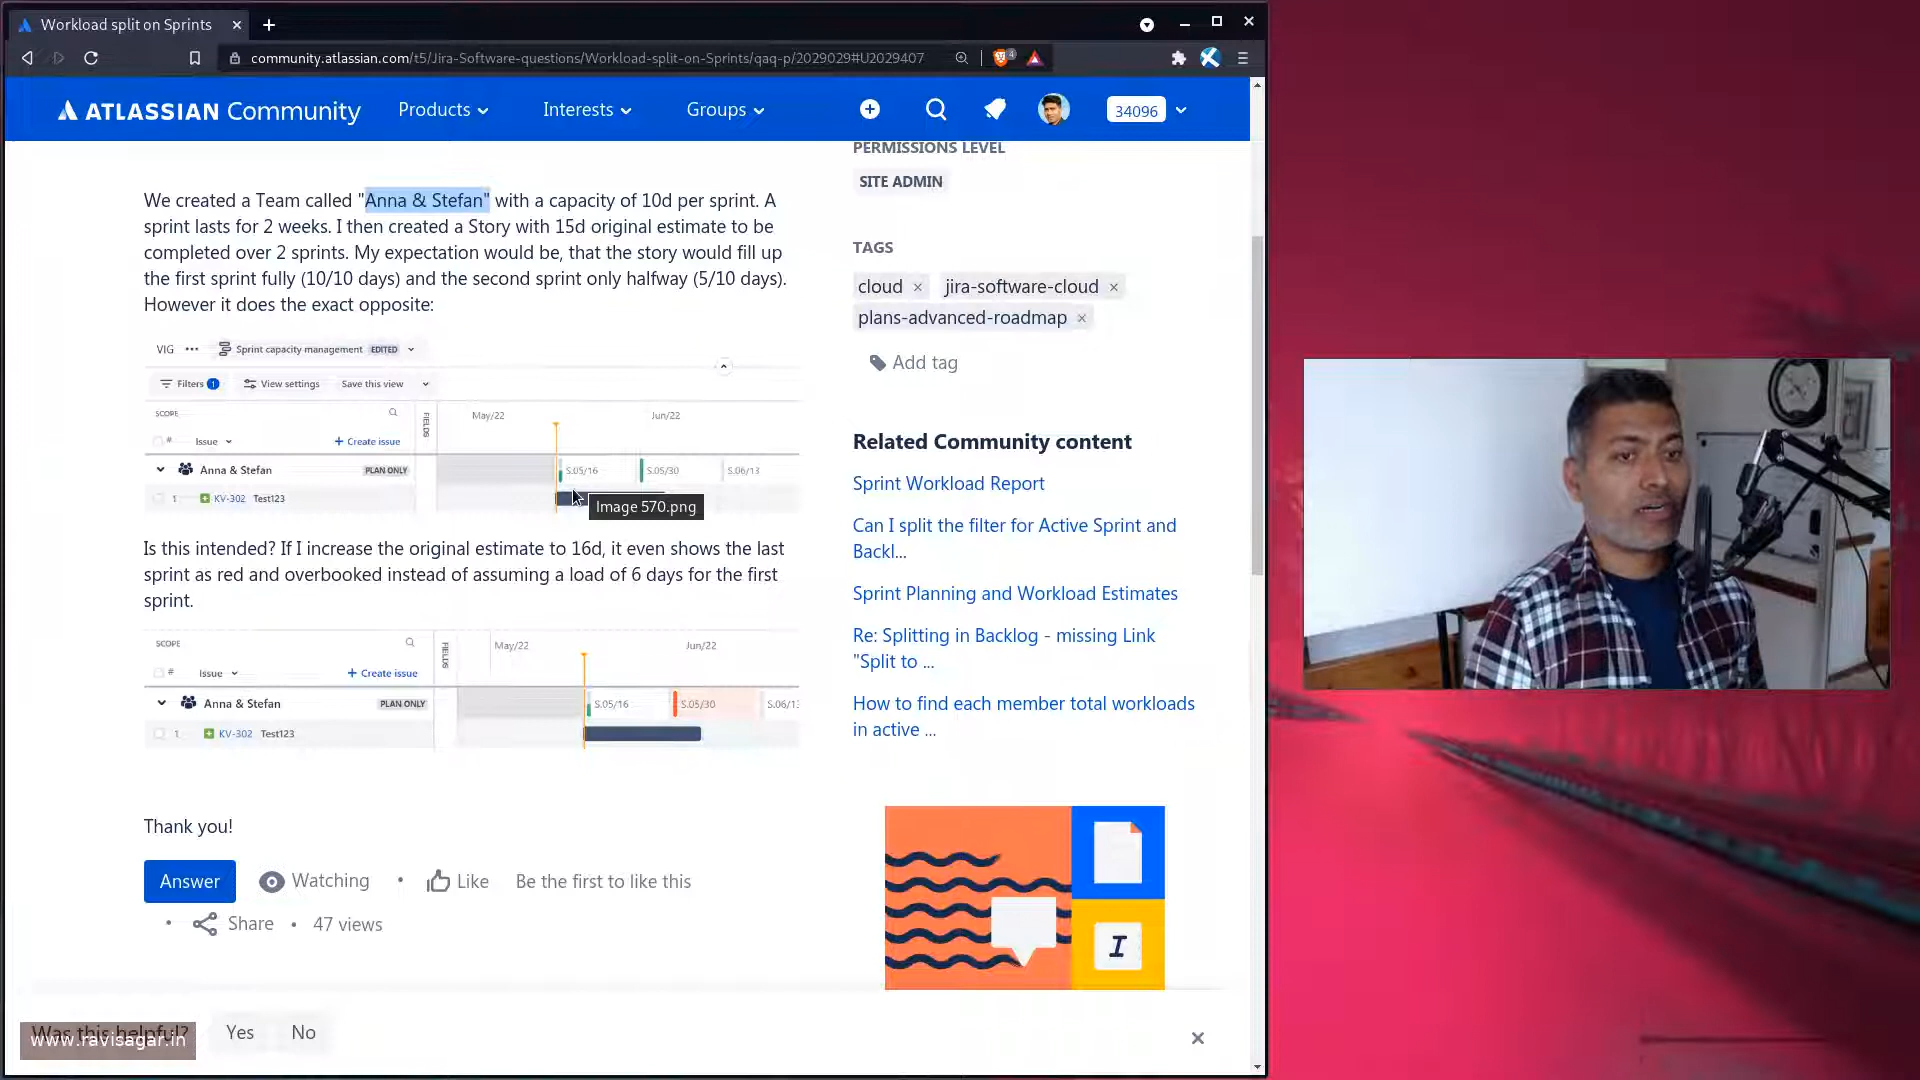 Workload split on Sprints
community.atlassian.com/t5/Jira-Software-questions/Workload-split-on-Sprints/qaq-p/2029029#U2029407
4
ATLASSIAN Community
Products
Interests
Groups
34096
We created a Team called "Anna & Stefan" with a capacity of 10d per sprint. A
sprint lasts for 2 weeks. I then created a Story with 15d original estimate to be
completed over 2 sprints. My expectation would be, that the story would fill up
the first sprint fully (10/10 days) and the second sprint only halfway (5/10 days).
However it does the exact opposite:
VIG ••• Sprint capacity management EDITED
Filters 1 View settings Save this view
SCOPE FIELDS May/22 Jun/22
# Issue + Create issue
Anna & Stefan PLAN ONLY S.05/16 S.05/30 S.06/13
1 KV-302 Test123
Image 570.png
Is this intended? If I increase the original estimate to 16d, it even shows the last
sprint as red and overbooked instead of assuming a load of 6 days for the first
sprint.
SCOPE FIELDS May/22 Jun/22
# Issue + Create issue
Anna & Stefan PLAN ONLY S.05/16 S.05/30 S.06/13
1 KV-302 Test123
Thank you!
Answer Watching • Like Be the first to like this
• Share • 47 views
PERMISSIONS LEVEL
SITE ADMIN
TAGS
cloud × jira-software-cloud ×
plans-advanced-roadmap ×
Add tag
Related Community content
Sprint Workload Report
Can I split the filter for Active Sprint and
Backl...
Sprint Planning and Workload Estimates
Re: Splitting in Backlog - missing Link
"Split to ...
How to find each member total workloads
in active ...
I
Was this helpful? Yes No
www.ravisagar.in